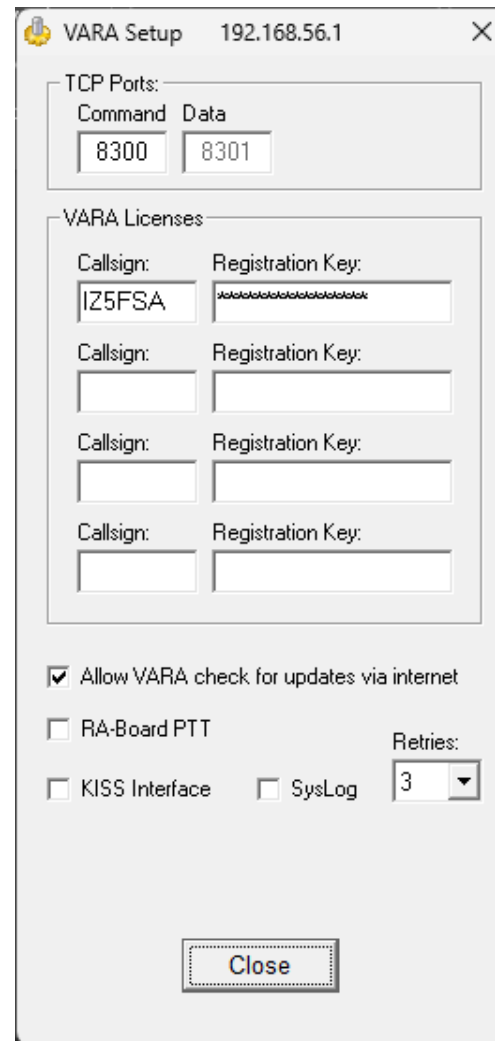 VARA Setup 192.168.56.1
TCP Ports:
Command Data
8300 8301
VARA Licenses
Callsign: Registration Key:
IZ5FSA ******************
Callsign: Registration Key:
Callsign: Registration Key:
Callsign: Registration Key:
Allow VARA check for updates via internet
RA-Board PTT
Retries:
KISS Interface SysLog 3
Close